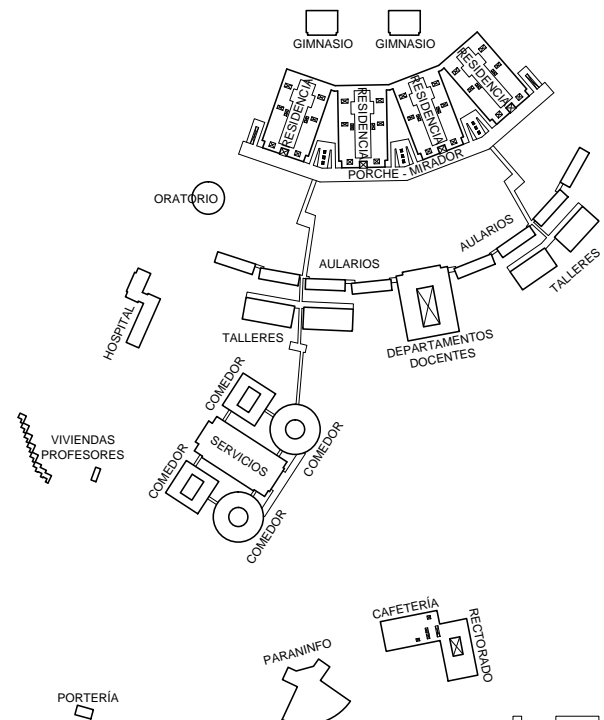 GIMNASIO
GIMNASIO
RESIDENCIA
RESIDENCIA
RESIDENCIA
RESIDENCIA
PORCHE - MIRADOR
ORATORIO
AULARIOS
AULARIOS
TALLERES
TALLERES
DEPARTAMENTOS
DOCENTES
HOSPITAL
COMEDOR
COMEDOR
SERVICIOS
COMEDOR
COMEDOR
VIVIENDAS
PROFESORES
CAFETERÍA
RECTORADO
PARANINFO
PORTERÍA